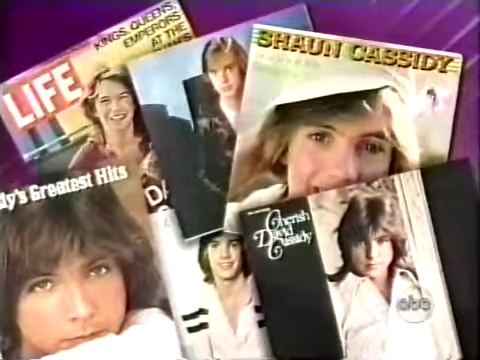 KINGS, QUEENS,
EMPERORS
AT THE
LIFE
SHAUN CASSIDY
dy's Greatest Hits
DA
Cherish
David
Cassidy
abc